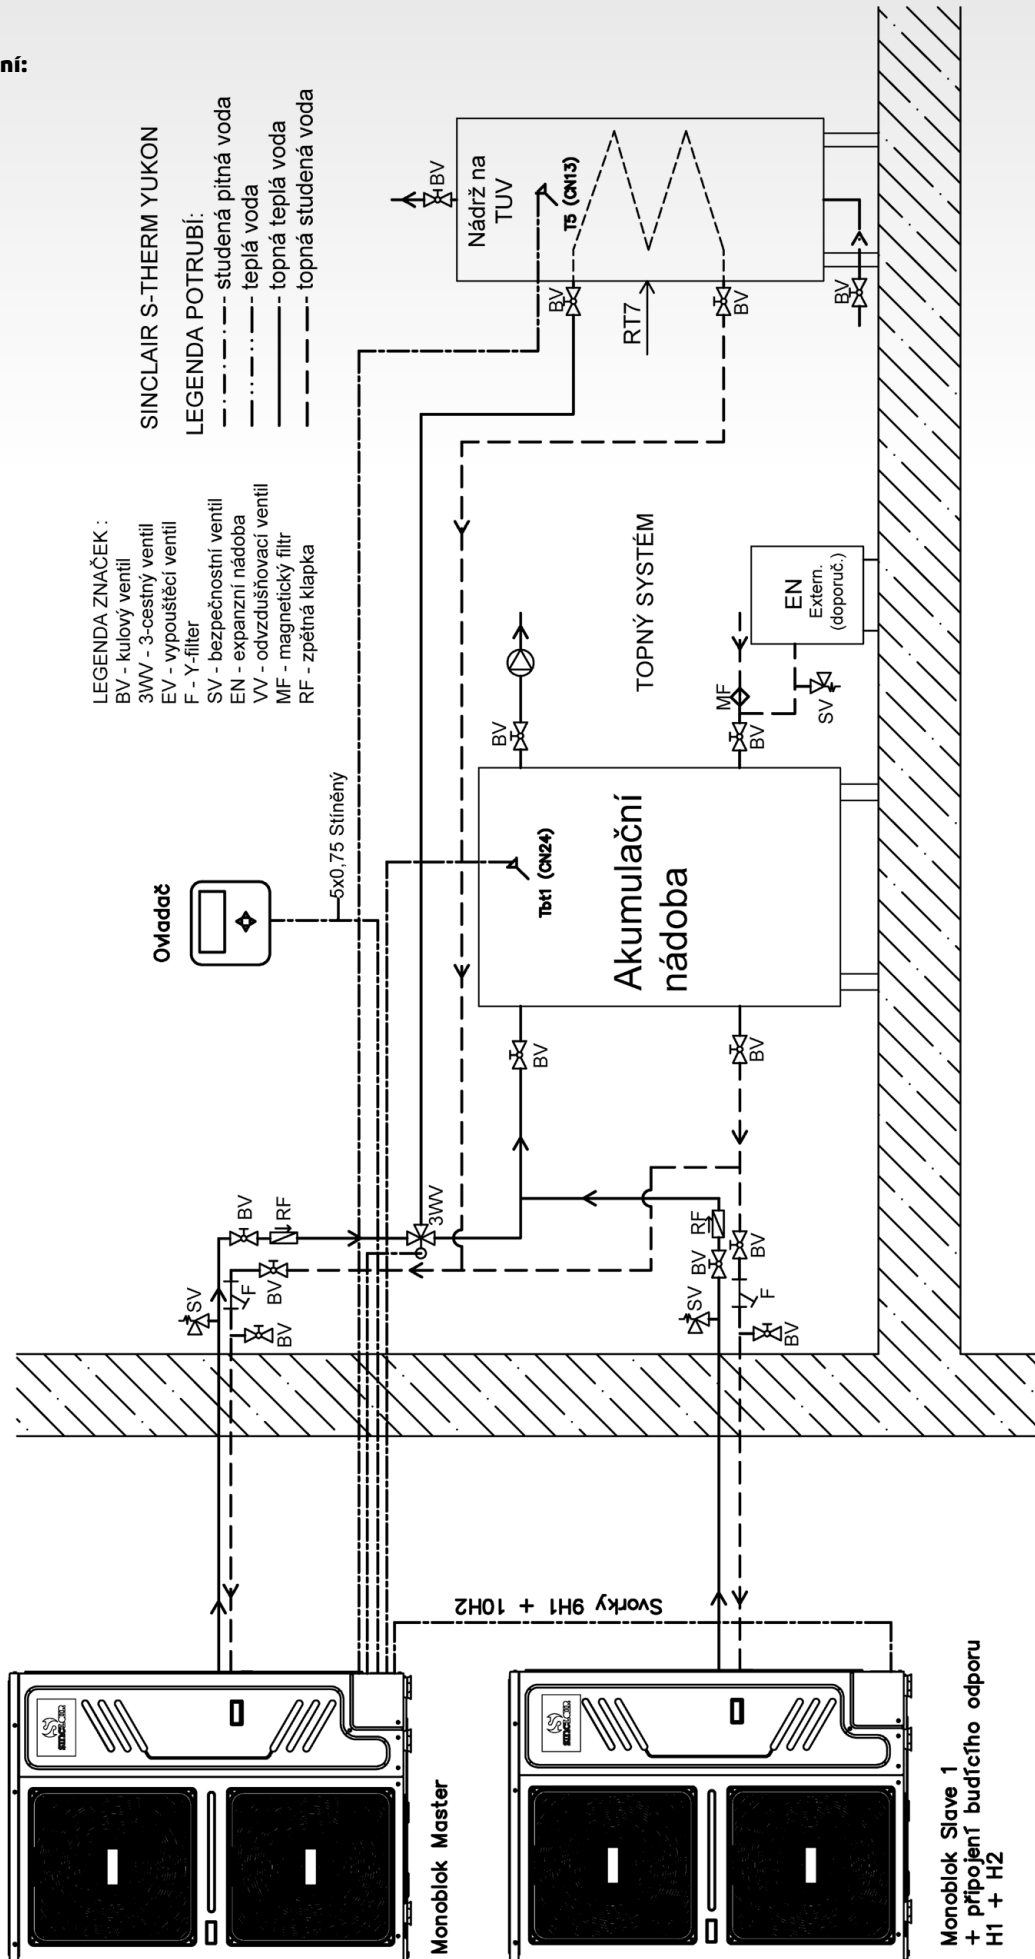 ní:
SINCLAIR S-THERM YUKON
LEGENDA POTRUBÍ:
studená pitná voda
teplá voda
topná teplá voda
topná studená voda
LEGENDA ZNAČEK :
BV - kulový ventil
3WV - 3-cestný ventil
EV - vypouštěcí ventil
F - Y-filter
SV - bezpečnostní ventil
EN - expanzní nádoba
VV - odvzdušňovací ventil
MF - magnetický filtr
RF - zpětná klapka
Ovladač
5x0,75 Stíněný
BV
Nádrž na
TUV
T5 (CN13)
BV
RT7
BV
BV
TOPNÝ SYSTÉM
EN
Extern.
(doporuč.)
MF
SV
BV
BV
Akumulační
nádoba
Tbt1 (CN24)
BV
BV
BV
RF
3WV
SV
F
BV
BV
RF
BV
BV
SV
F
BV
Svorky 9H1 + 10H2
SINCLAIR
Monoblok Master
SINCLAIR
Monoblok Slave 1
+ připojení budícího odporu
H1 + H2